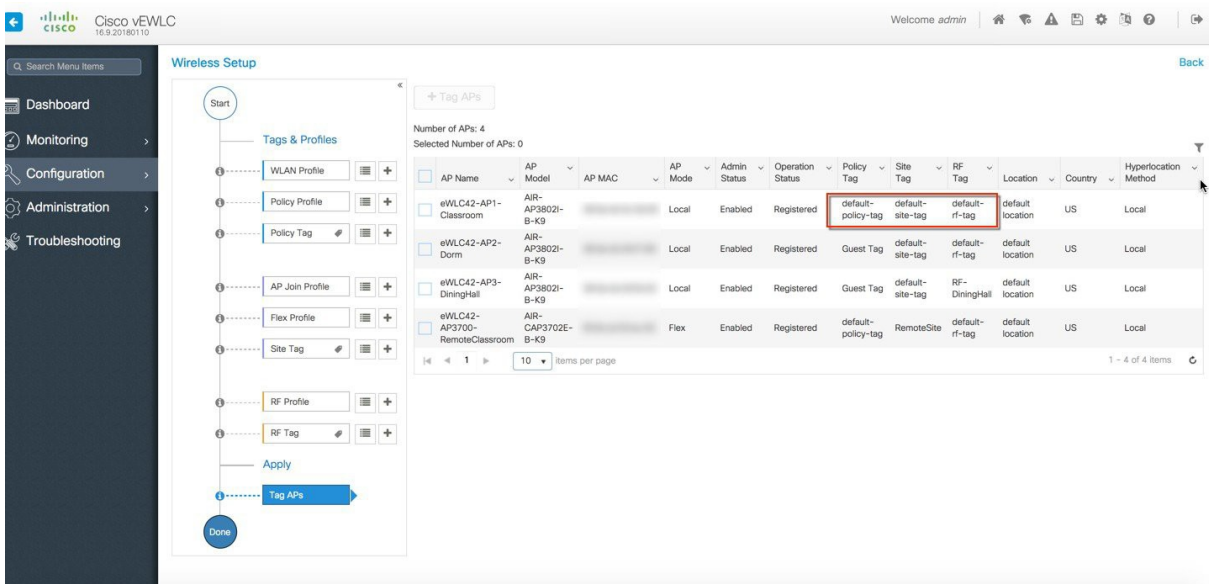 cisco
Cisco vEWLC
16.9.20180110
Welcome admin
Search Menu Items
Dashboard
Monitoring
Configuration
Administration
Troubleshooting
Wireless Setup
Back
Start
Tags & Profiles
WLAN Profile
Policy Profile
Policy Tag
AP Join Profile
Flex Profile
Site Tag
RF Profile
RF Tag
Apply
Tag APs
Done
+ Tag APs
Number of APs: 4
Selected Number of APs: 0
AP Name
AP
Model
AP MAC
AP
Mode
Admin
Status
Operation
Status
Policy
Tag
Site
Tag
RF
Tag
Location
Country
Hyperlocation
Method
eWLC42-AP1-
Classroom
AIR-
AP3802I-
B-K9
Local
Enabled
Registered
default-
policy-tag
default-
site-tag
default-
rf-tag
default
location
US
Local
eWLC42-AP2-
Dorm
AIR-
AP3802I-
B-K9
Local
Enabled
Registered
Guest Tag
default-
site-tag
default-
rf-tag
default
location
US
Local
eWLC42-AP3-
DiningHall
AIR-
AP3802I-
B-K9
Local
Enabled
Registered
Guest Tag
default-
site-tag
RF-
DiningHall
default
location
US
Local
eWLC42-
AP3700-
RemoteClassroom
AIR-
CAP3702E-
B-K9
Flex
Enabled
Registered
default-
policy-tag
RemoteSite
default-
rf-tag
default
location
US
Local
1
10
items per page
1 - 4 of 4 items